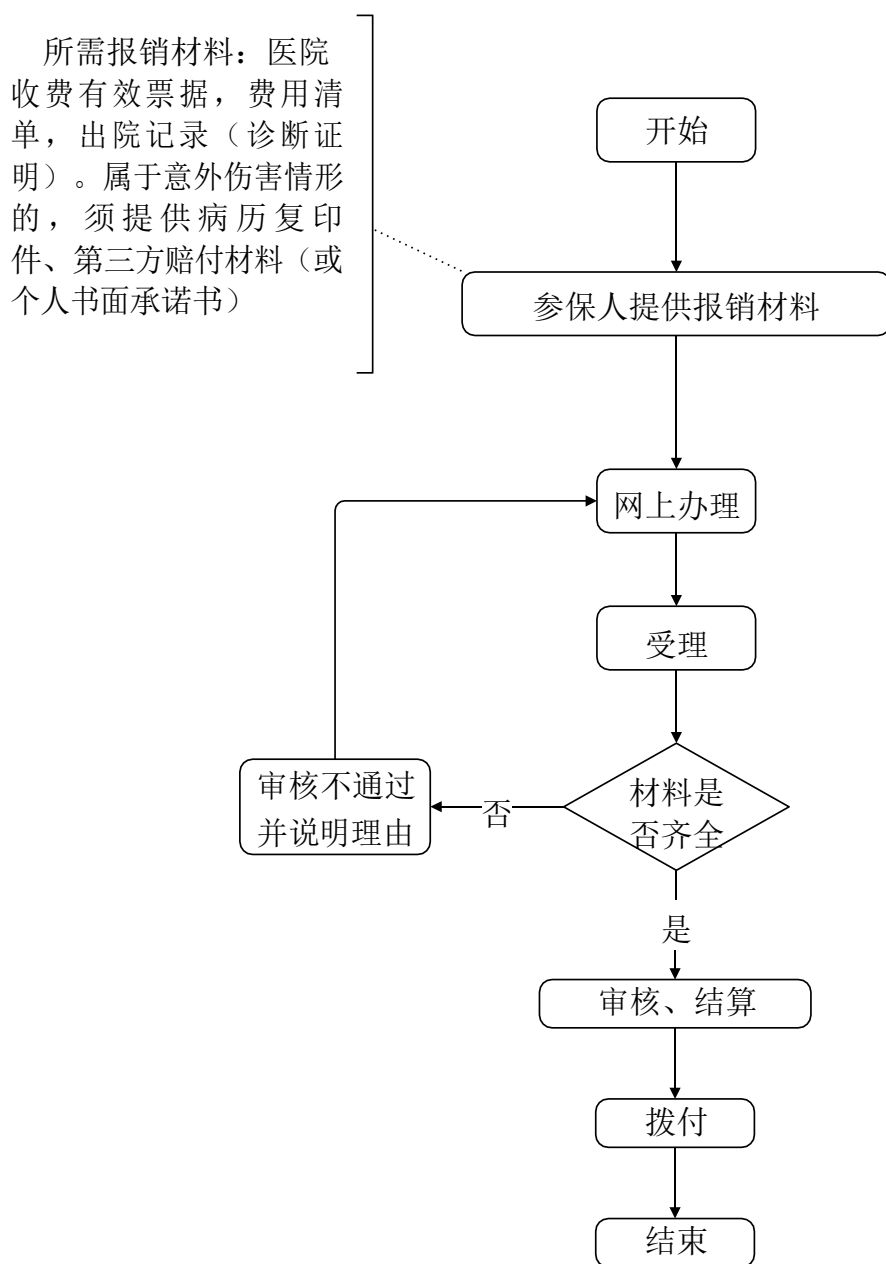 所需报销材料：医院
收费有效票据，费用清
单，出院记录（诊断证
明）。属于意外伤害情形
的，须提供病历复印
件、第三方赔付材料（或
个人书面承诺书）
开始
参保人提供报销材料
网上办理
受理
材料是
否齐全
否
审核不通过
并说明理由
是
审核、结算
拨付
结束